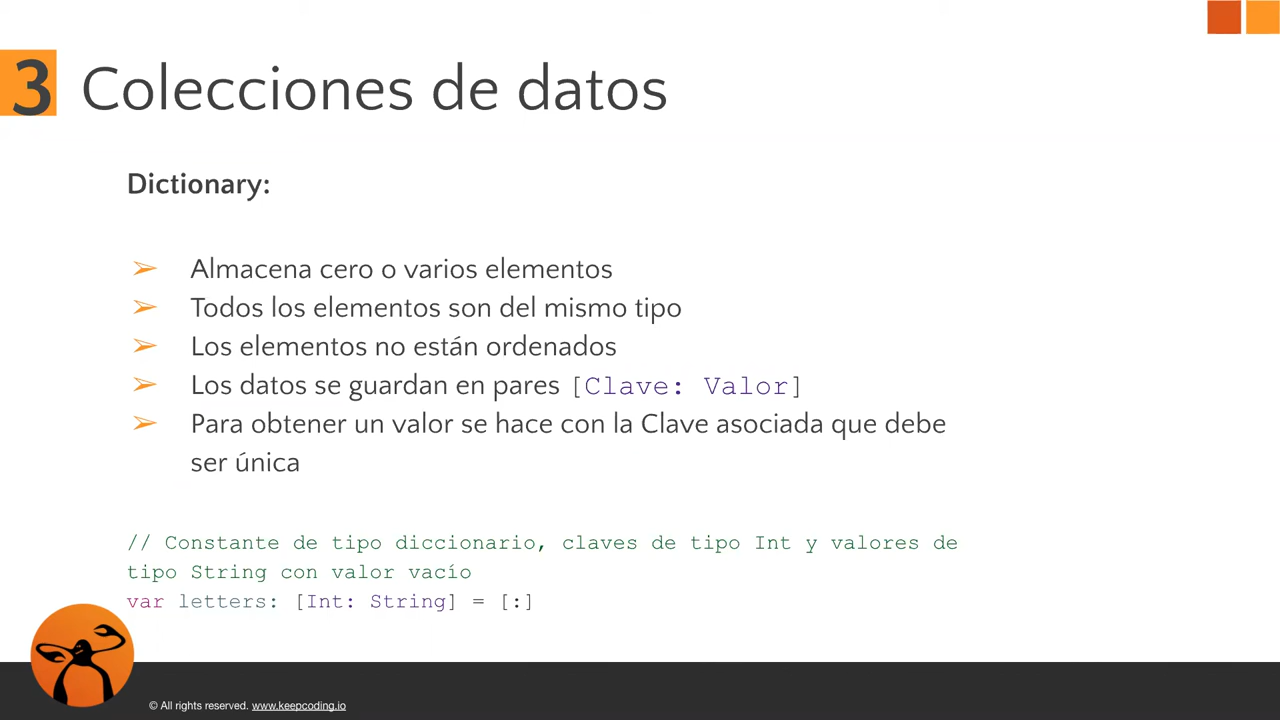 3 Colecciones de datos
Dictionary:
➢ Almacena cero o varios elementos
➢ Todos los elementos son del mismo tipo
➢ Los elementos no están ordenados
➢ Los datos se guardan en pares [Clave: Valor]
➢ Para obtener un valor se hace con la Clave asociada que debe
ser única
// Constante de tipo diccionario, claves de tipo Int y valores de
tipo String con valor vacío
var letters: [Int: String] = [:]
© All rights reserved. www.keepcoding.io